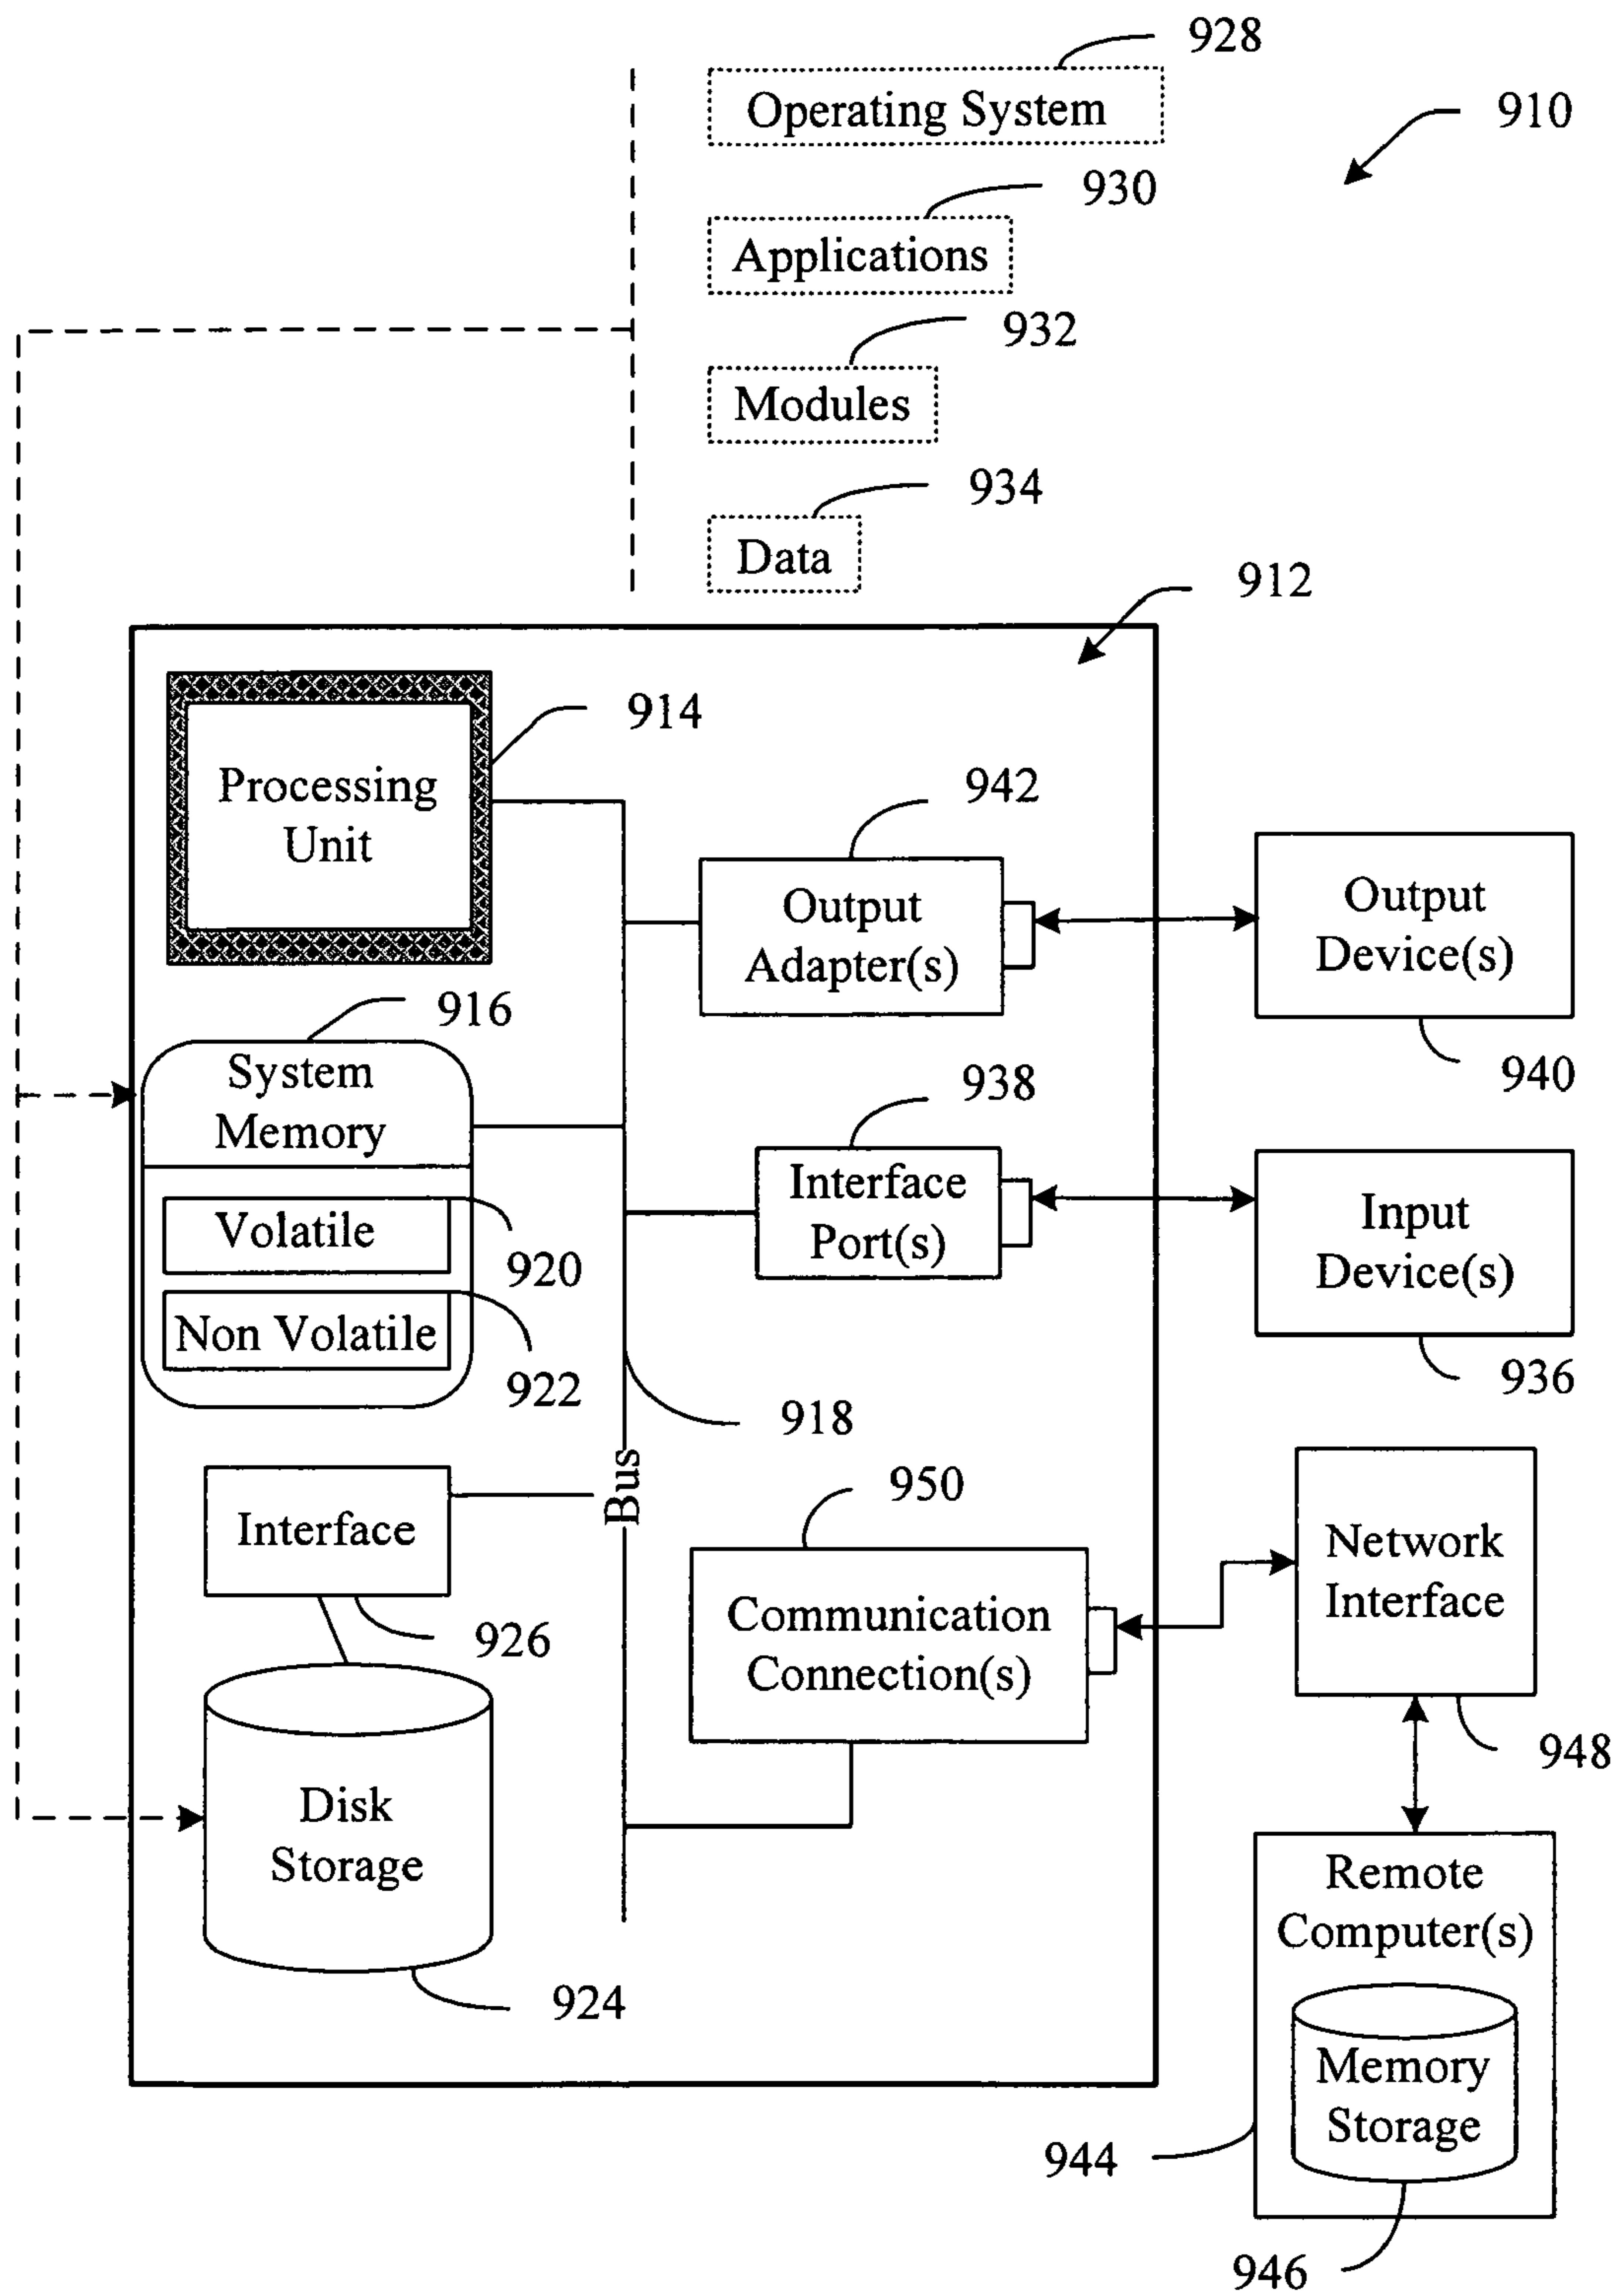 928
Operating System
910
930
Applications
932
Modules
934
Data
912
914
Processing
Unit
942
Output
Adapter(s)
Output
Device(s)
940
916
System
Memory
938
Interface
Port(s)
Input
Device(s)
936
Volatile
920
Non Volatile
922
918
Bus
950
Interface
926
Communication
Connection(s)
Network
Interface
948
Disk
Storage
924
Remote
Computer(s)
Memory
Storage
944
946